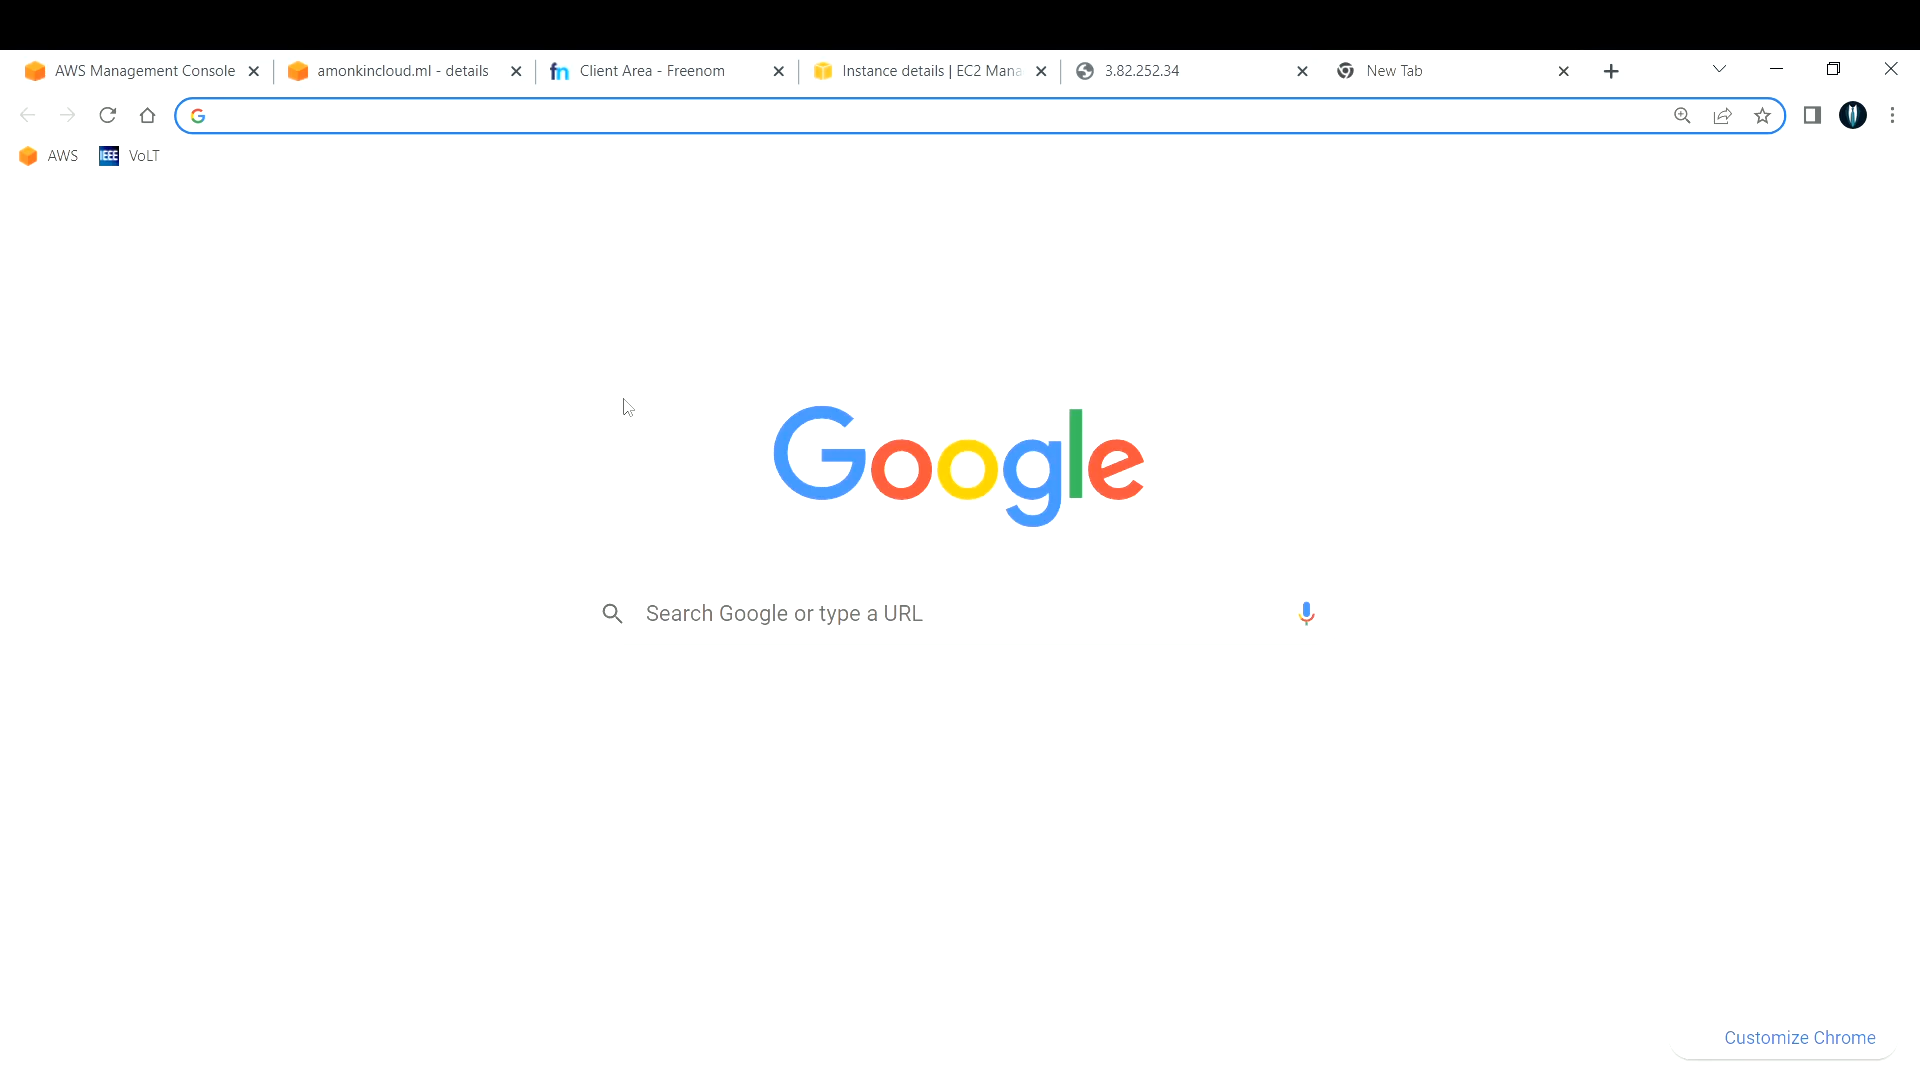 AWS Management Console
amonkincloud.ml - details
Client Area - Freenom
Instance details | EC2 Mana
3.82.252.34
New Tab
AWS
IEEE
VoLT
Google
Search Google or type a URL
Customize Chrome